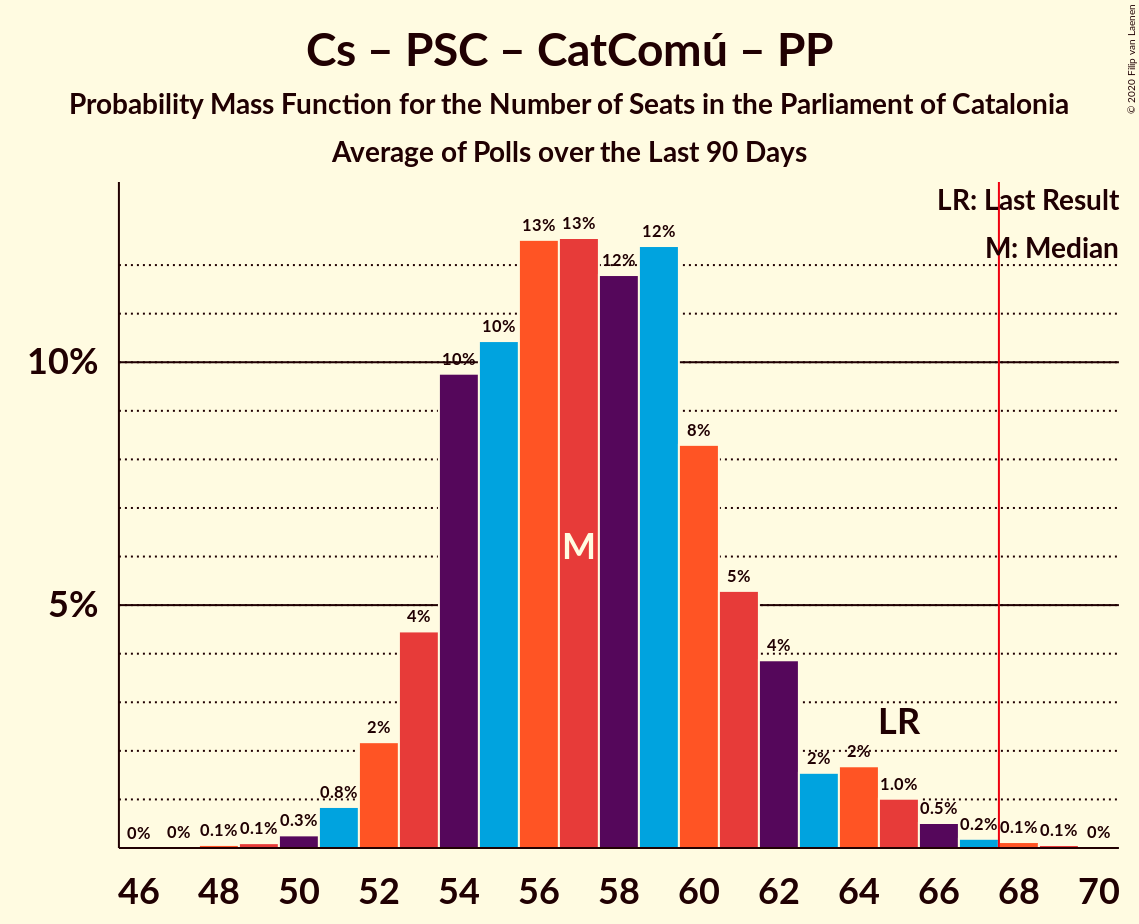 Cs – PSC – CatComú – PP
Probability Mass Function for the Number of Seats in the Parliament of Catalonia
Average of Polls over the Last 90 Days
© 2020 Filip van Laenen
LR: Last Result
M: Median
10%
5%
0% 0% 0.1% 0.1% 0.3% 0.8% 2% 4% 10% 10% 13% 13% 12% 12% 8% 5% 4% 2% 2% 1.0% 0.5% 0.2% 0.1% 0.1% 0%
M
LR
46 48 50 52 54 56 58 60 62 64 66 68 70